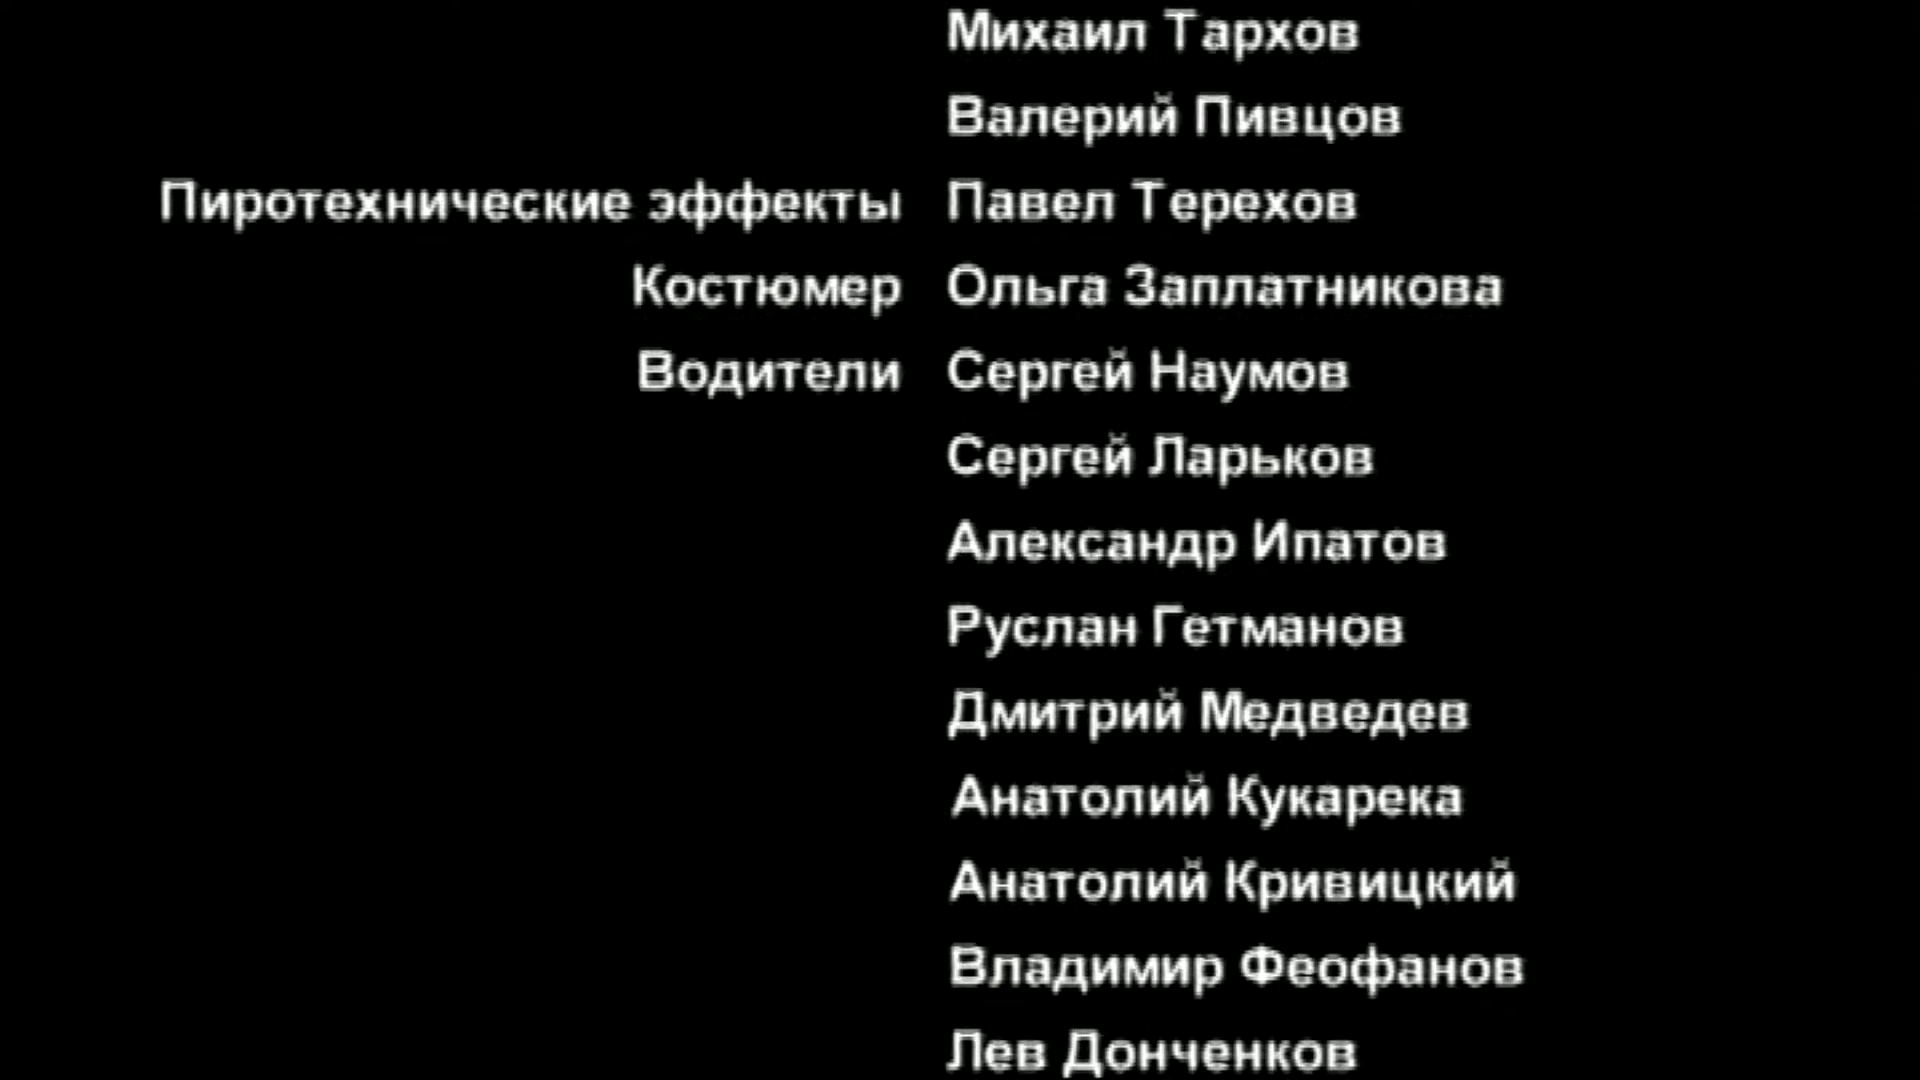 Михаил Тархов
Валерий Пивцов
Пиротехнические эффекты Павел Терехов
Костюмер Ольга Заплатникова
Водители Сергей Наумов
Сергей Ларьков
Александр Ипатов
Руслан Гетманов
Дмитрий Медведев
Анатолий Кукарека
Анатолий Кривицкий
Владимир Феофанов
Лев Донченков